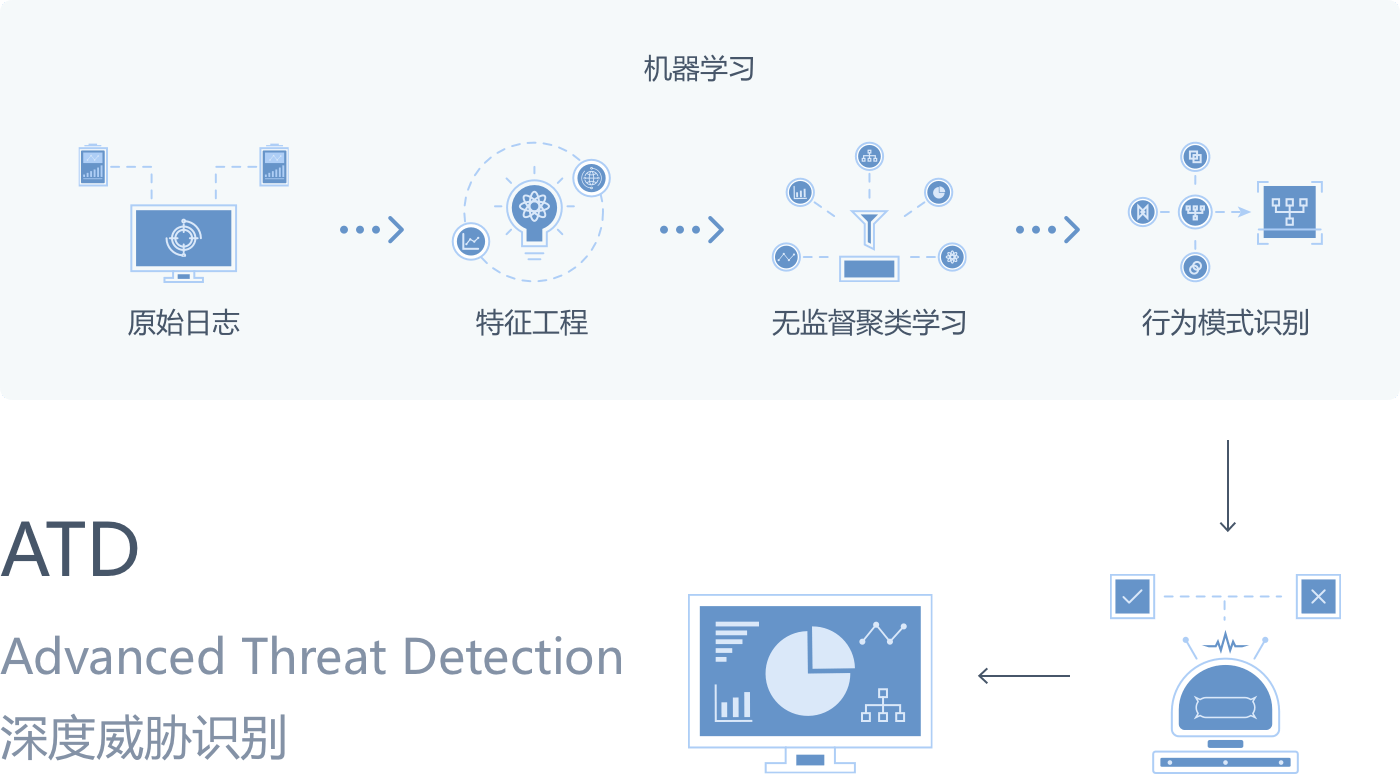 机器学习
原始日志
特征工程
无监督聚类学习
行为模式识别
ATD
Advanced Threat Detection
深度威胁识别